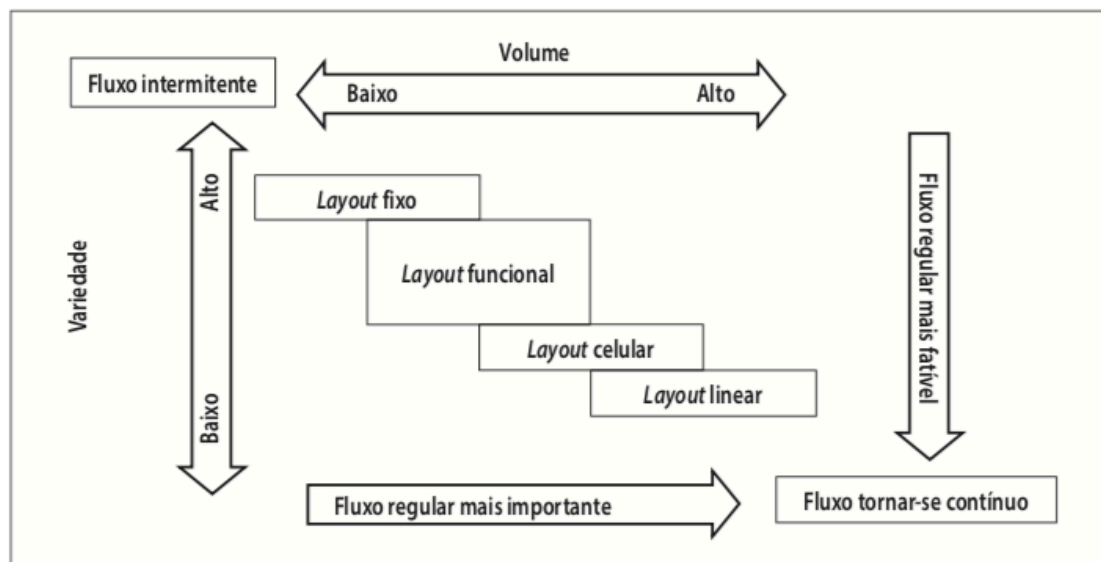 Volume
Fluxo intermitente
Baixo
Alto
Alto
Layout fixo
Layout funcional
Variedade
Layout celular
Layout linear
Baixo
Fluxo regular mais fatível
Fluxo regular mais importante
Fluxo tornar-se contínuo